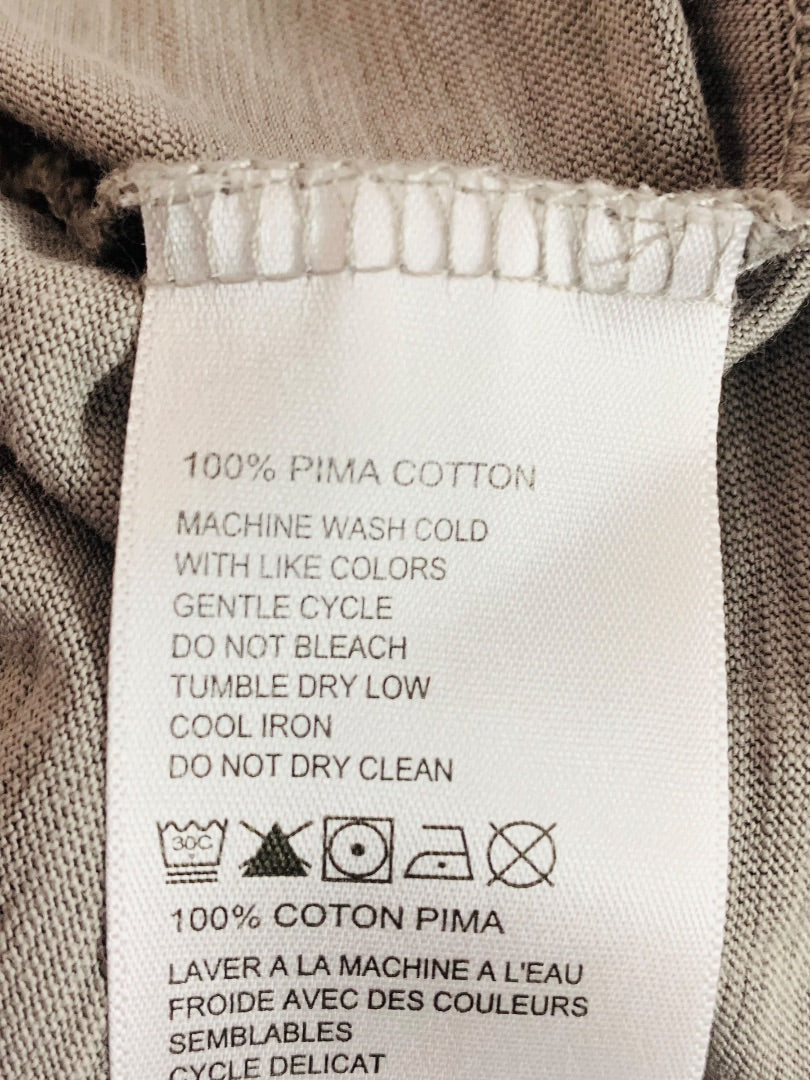 100% PIMA COTTON
MACHINE WASH COLD
WITH LIKE COLORS
GENTLE CYCLE
DO NOT BLEACH
TUMBLE DRY LOW
COOL IRON
DO NOT DRY CLEAN
30C
100% COTON PIMA
LAVER A LA MACHINE A L'EAU
FROIDE AVEC DES COULEURS
SEMBLABLES
CYCLE DELICAT